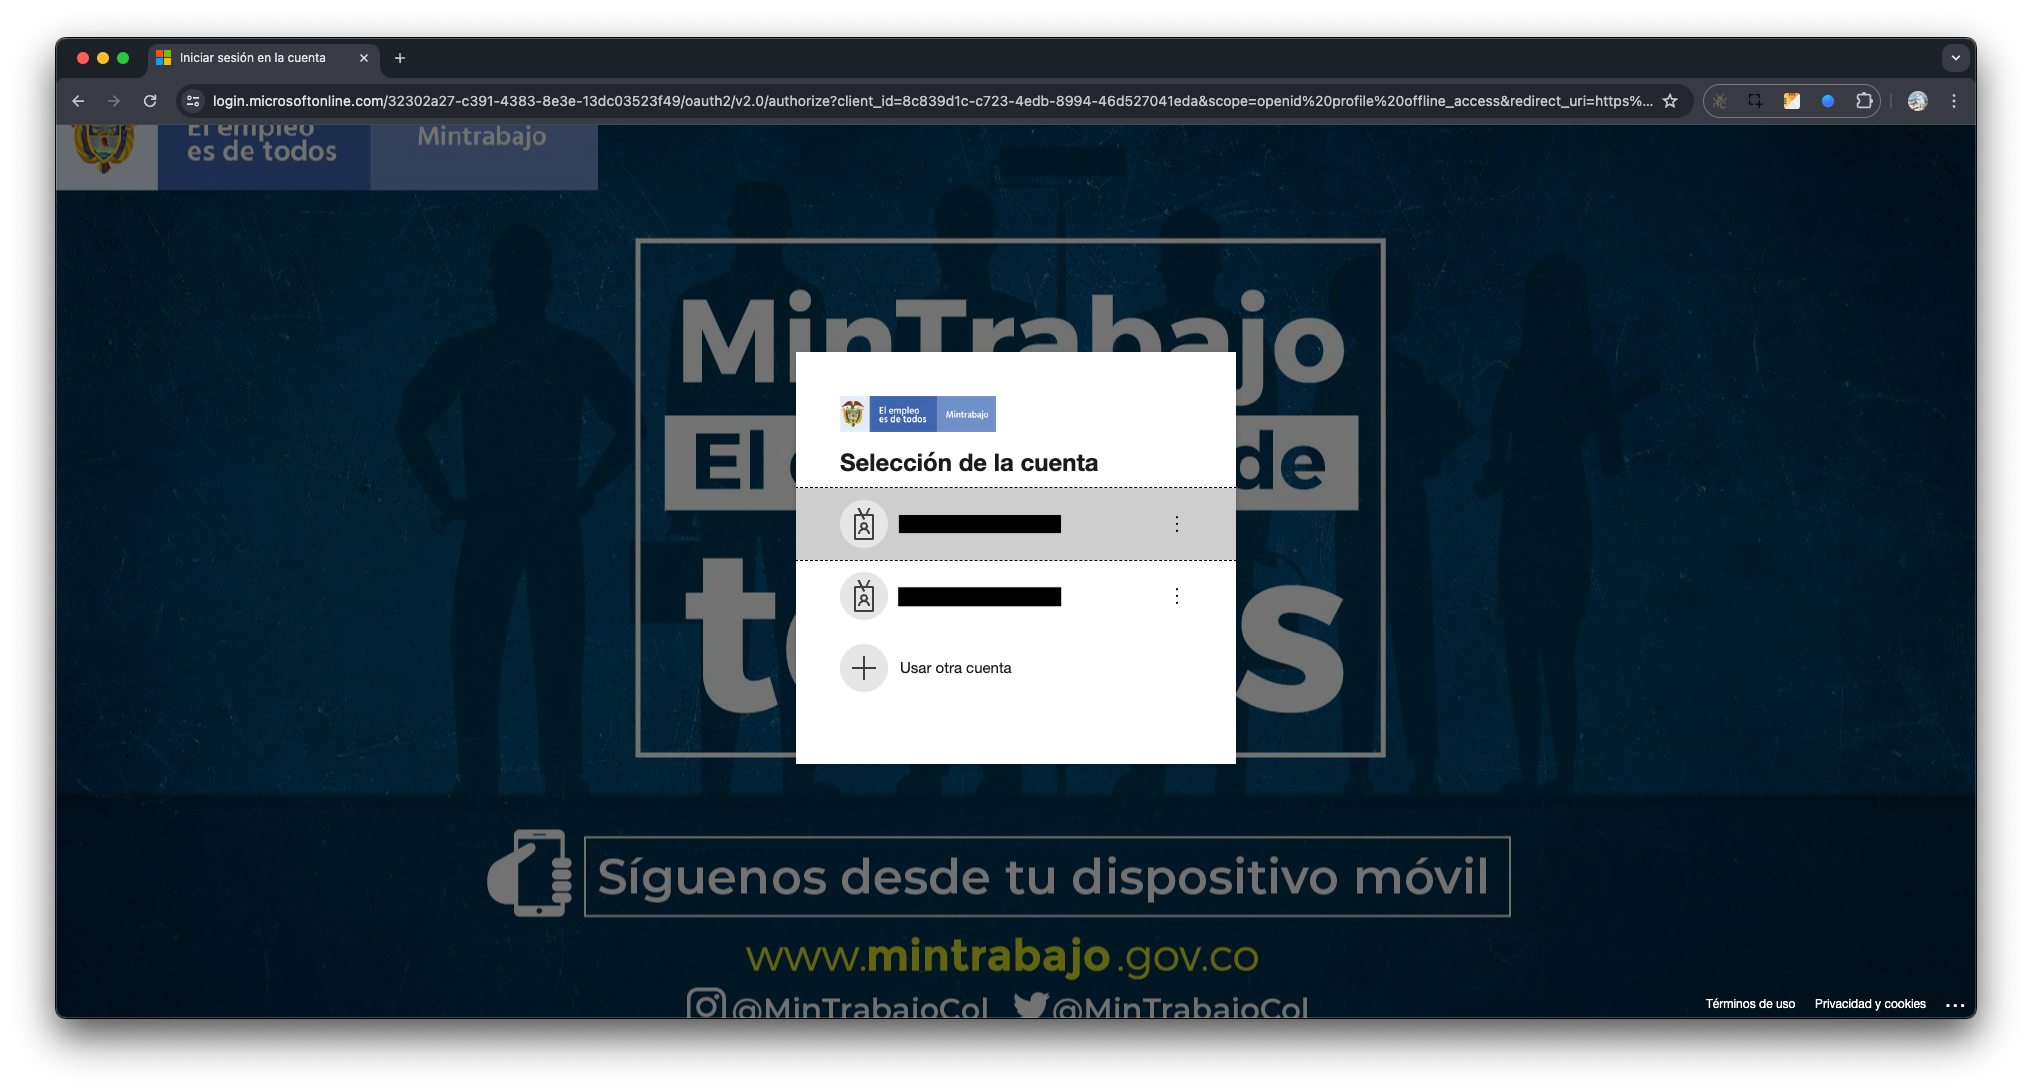 Iniciar sesión en la cuenta
login.microsoftonline.com/32302a27-c391-4383-8e3e-13dc03523f49/oauth2/v2.0/authorize?client_id=8c839d1c-c723-4edb-8994-46d527041eda&scope=openid%20profile%20offline_access&redirect_uri=https%...
El empleo
es de todos
Mintrabajo
MinTrabajo
El de
Selección de la cuenta
El empleo
es de todos
Mintrabajo
Usar otra cuenta
Síguenos desde tu dispositivo móvil
www.mintrabajo.gov.co
@MinTrabajoCol @MinTrabajoCol
Términos de uso Privacidad y cookies ...